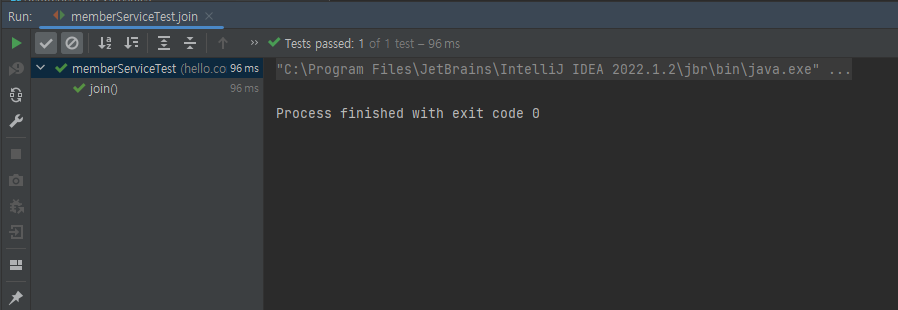 Run: memberServiceTest.join ×
» Tests passed: 1 of 1 test – 96 ms
memberServiceTest (hello.co 96 ms
join() 96 ms
"C:\Program Files\JetBrains\IntelliJ IDEA 2022.1.2\jbr\bin\java.exe" ...
Process finished with exit code 0